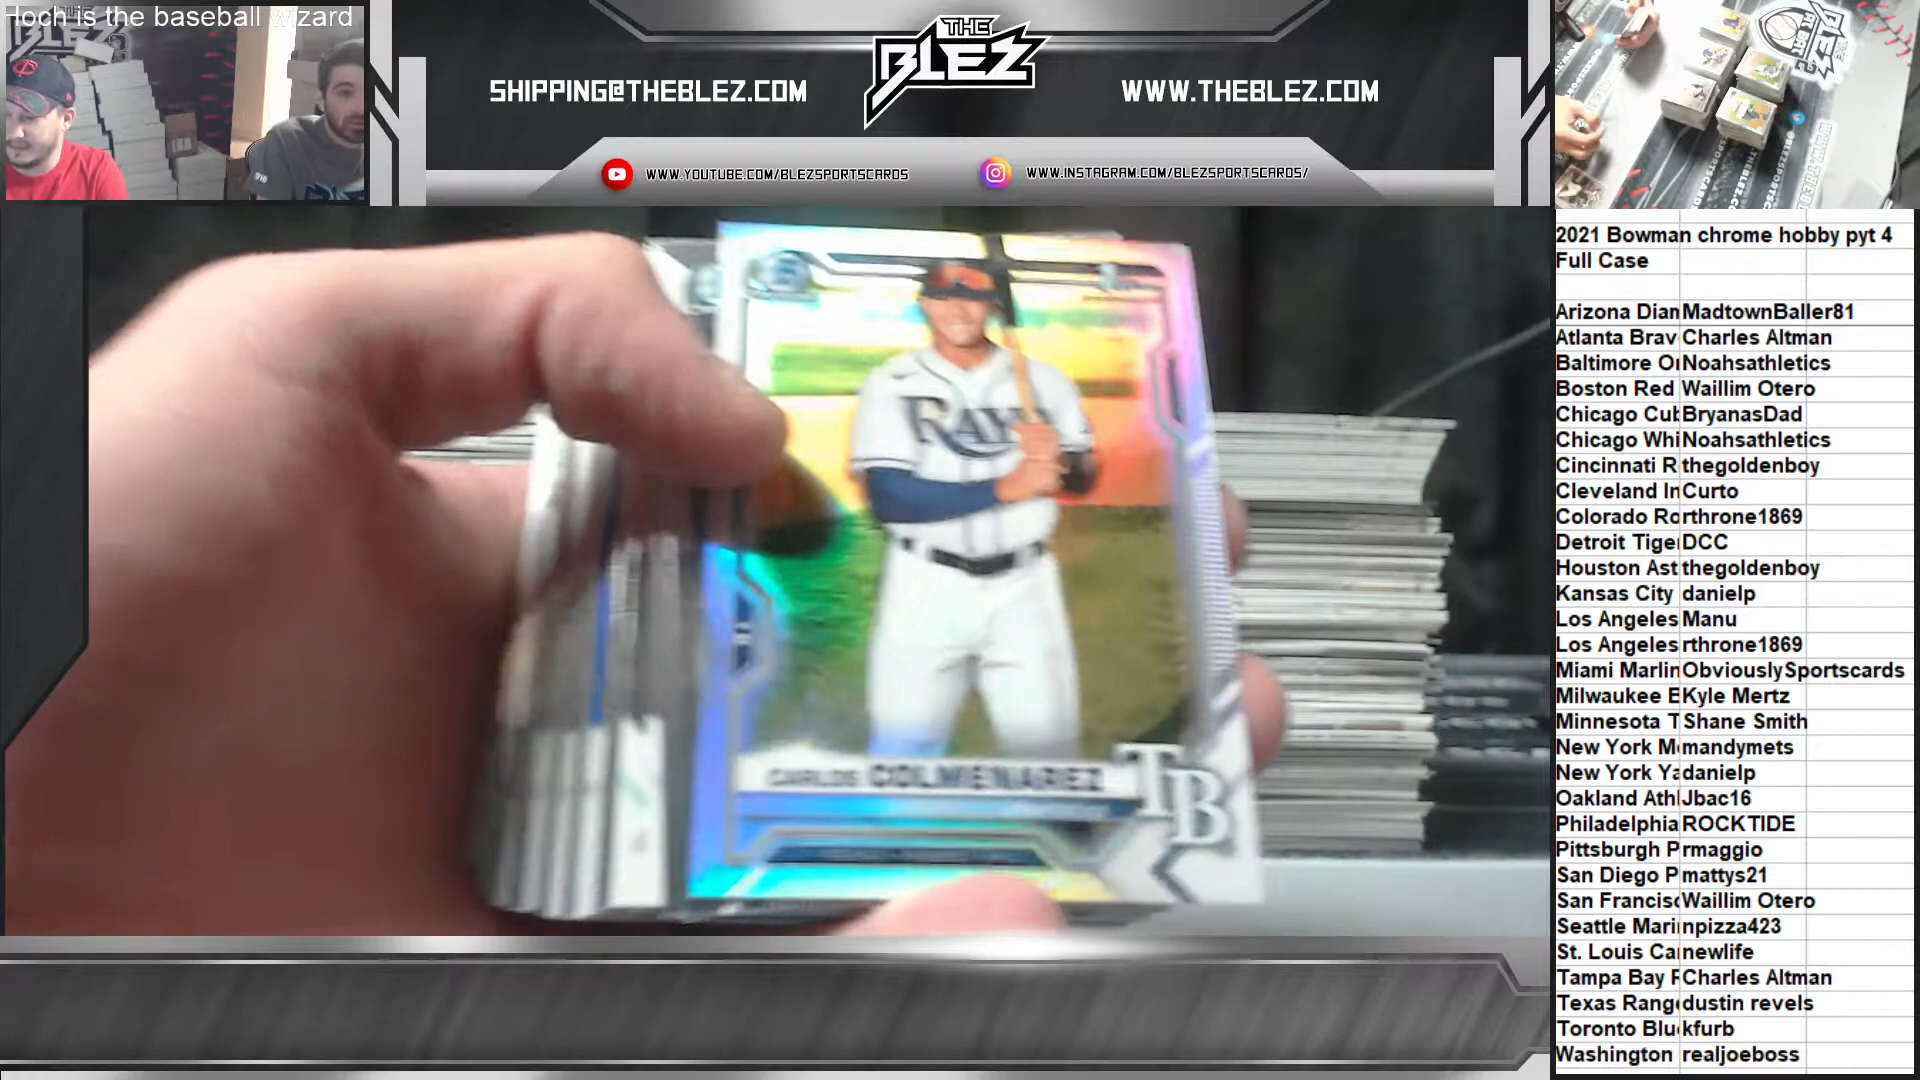 Hoch is the baseball wizard
THE
BLEZ
SHIPPING@THEBLEZ.COM
WWW.THEBLEZ.COM
WWW.YOUTUBE.COM/BLEZSPORTSCARDS
WWW.INSTAGRAM.COM/BLEZSPORTSCARDS/
RAYS
CARLOS COLMENAREZ
TB
2021 Bowman chrome hobby pyt 4
Full Case
Arizona Diam MadtownBaller81
Atlanta Brav Charles Altman
Baltimore Or Noahsathletics
Boston Red Waillim Otero
Chicago Cub BryanasDad
Chicago Whi Noahsathletics
Cincinnati R thegoldenboy
Cleveland In Curto
Colorado Ro rthrone1869
Detroit Tige DCC
Houston Ast thegoldenboy
Kansas City danielp
Los Angeles Manu
Los Angeles rthrone1869
Miami Marlin ObviouslySportscards
Milwaukee B Kyle Mertz
Minnesota T Shane Smith
New York M mandymets
New York Ya danielp
Oakland Athl Jbac16
Philadelphia ROCKTIDE
Pittsburgh P rmaggio
San Diego P mattys21
San Francisc Waillim Otero
Seattle Mari npizza423
St. Louis Ca newlife
Tampa Bay R Charles Altman
Texas Rang dustin revels
Toronto Blu kfurb
Washington realjoeboss